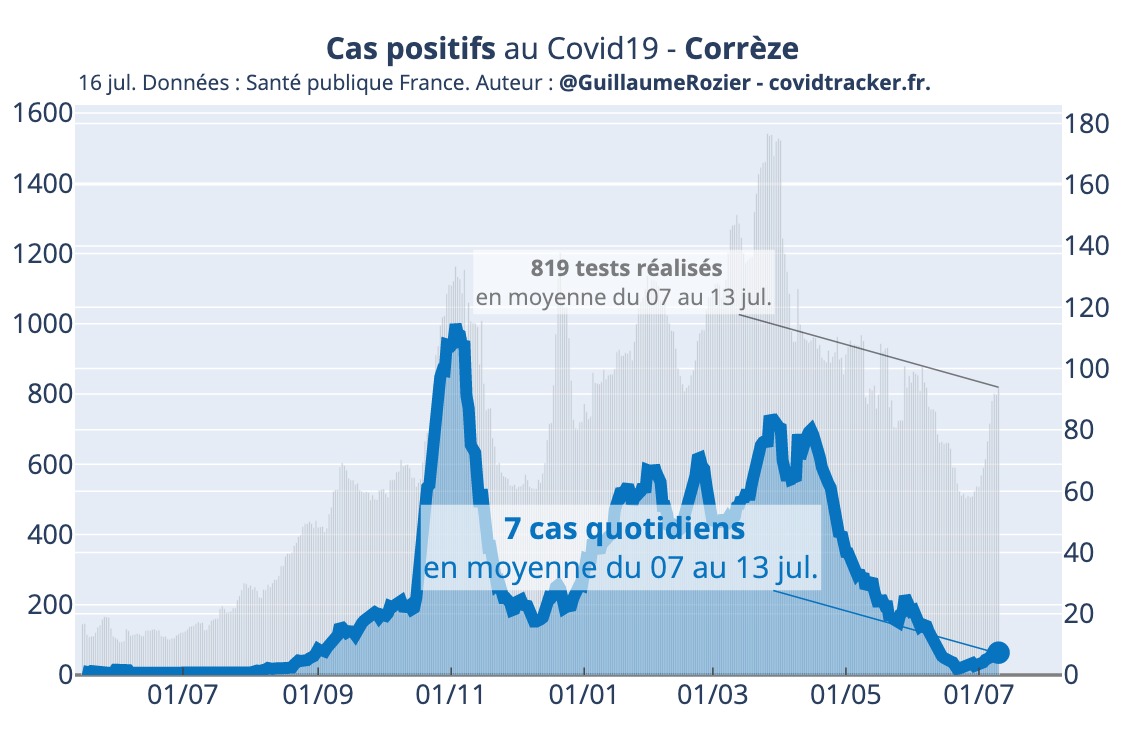 Cas positifs au Covid19 - Corrèze
16 jul. Données : Santé publique France. Auteur : @GuillaumeRozier - covidtracker.fr.
1600
1400
1200
1000
800
600
400
200
0
180
160
140
120
100
80
60
40
20
0
819 tests réalisés
en moyenne du 07 au 13 jul.
7 cas quotidiens
en moyenne du 07 au 13 jul.
01/07 01/09 01/11 01/01 01/03 01/05 01/07